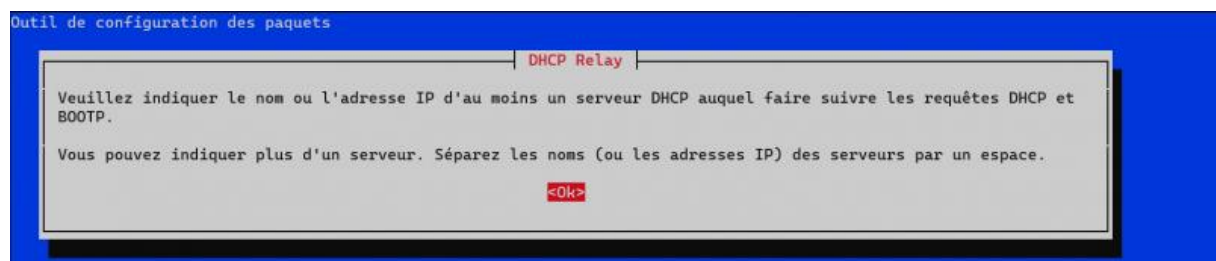 Outil de configuration des paquets
DHCP Relay
Veuillez indiquer le nom ou l'adresse IP d'au moins un serveur DHCP auquel faire suivre les requêtes DHCP et
BOOTP.
Vous pouvez indiquer plus d'un serveur. Séparez les noms (ou les adresses IP) des serveurs par un espace.
<Ok>